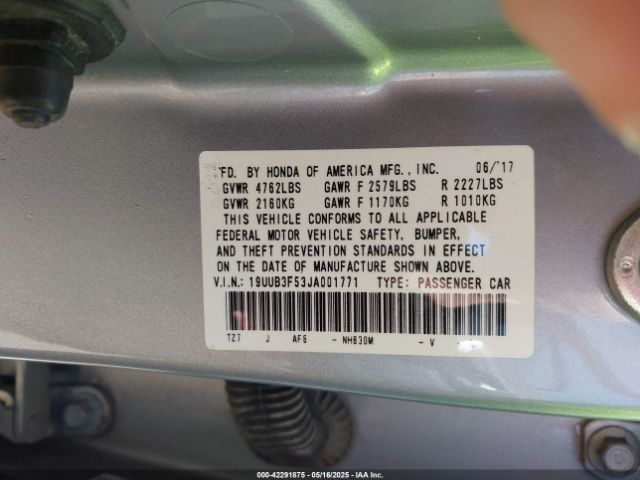 MFD. BY HONDA OF AMERICA MFG., INC. 06/'17
GVWR 4762LBS GAWR F 2579LBS R 2227LBS
GVWR 2160KG GAWR F 1170KG R 1010KG
THIS VEHICLE CONFORMS TO ALL APPLICABLE
FEDERAL MOTOR VEHICLE SAFETY, BUMPER,
AND THEFT PREVENTION STANDARDS IN EFFECT
ON THE DATE OF MANUFACTURE SHOWN ABOVE.
V.I.N.: 19UUB3F53JA001771 TYPE: PASSENGER CAR
TZ7 J AF6 - NH830M - V
000-42291875 - 05/16/2025 - IAA Inc.